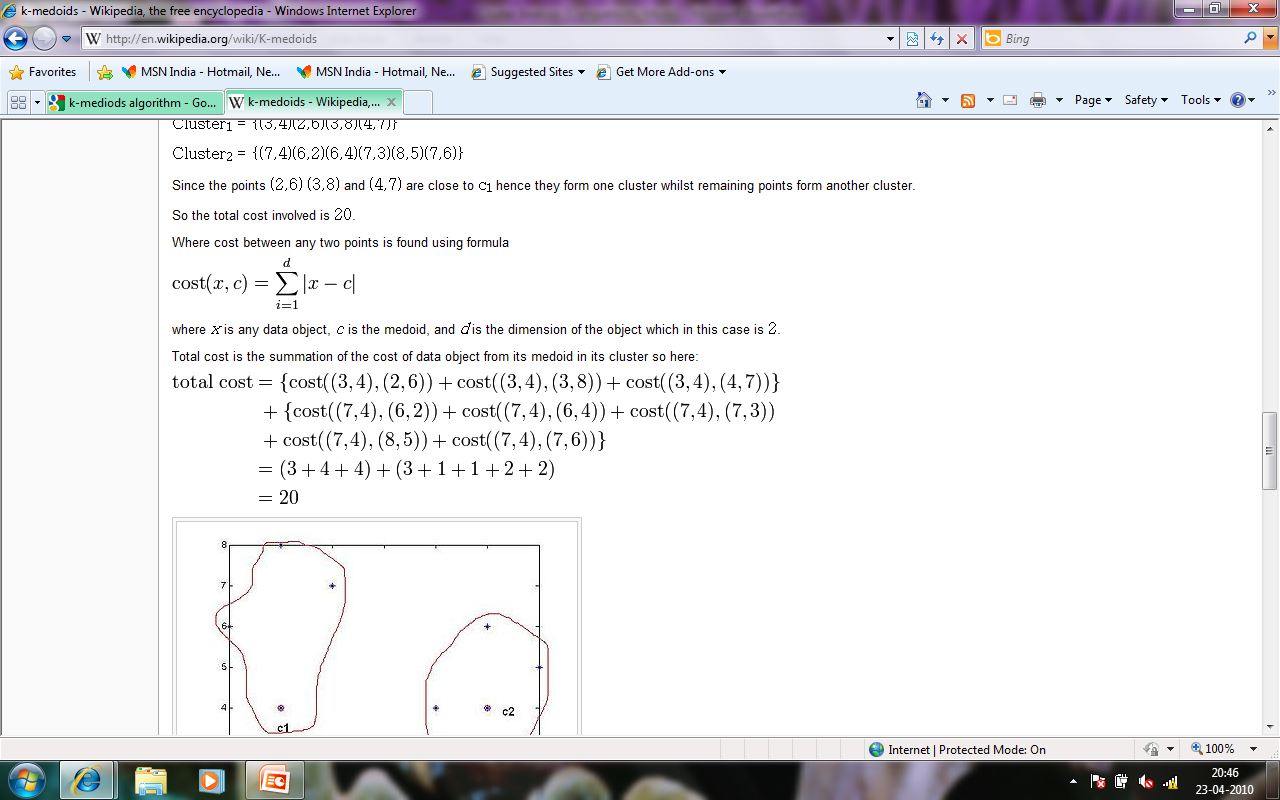 k-medoids - Wikipedia, the free encyclopedia - Windows Internet Explorer
W http://en.wikipedia.org/wiki/K-medoids
Bing
Favorites MSN India - Hotmail, Ne... MSN India - Hotmail, Ne... Suggested Sites Get More Add-ons
k-mediods algorithm - Go... W k-medoids - Wikipedia,... Page Safety Tools
Cluster₁ = {(3,4)(2,6)(3,8)(4,7)}
Cluster₂ = {(7,4)(6,2)(6,4)(7,3)(8,5)(7,6)}
Since the points (2,6) (3,8) and (4,7) are close to c₁ hence they form one cluster whilst remaining points form another cluster.
So the total cost involved is 20.
Where cost between any two points is found using formula
d
cost(x, c) = ∑ |x − c|
i=1
where x is any data object, c is the medoid, and d is the dimension of the object which in this case is 2.
Total cost is the summation of the cost of data object from its medoid in its cluster so here:
total cost = {cost((3, 4), (2, 6)) + cost((3, 4), (3, 8)) + cost((3, 4), (4, 7))}
+ {cost((7, 4), (6, 2)) + cost((7, 4), (6, 4)) + cost((7, 4), (7, 3))
+ cost((7, 4), (8, 5)) + cost((7, 4), (7, 6))}
= (3 + 4 + 4) + (3 + 1 + 1 + 2 + 2)
= 20
8
7
6
5
4 c2
c1
Internet | Protected Mode: On 100%
20:46
23-04-2010